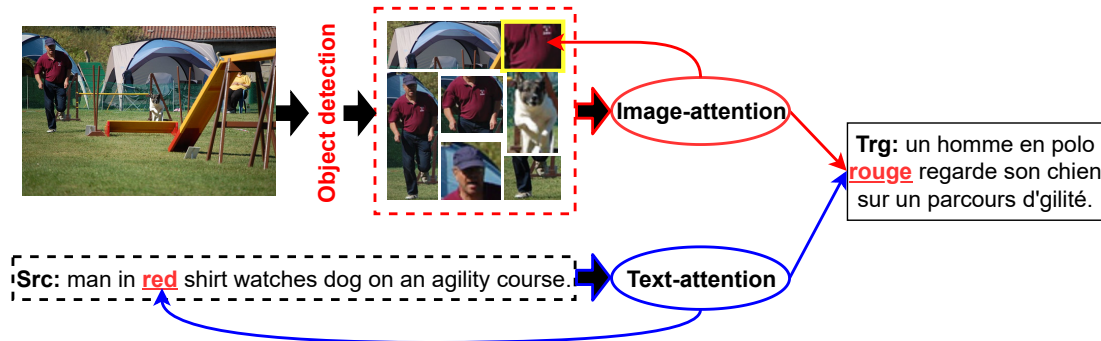 Object detection
Image-attention
Trg: un homme en polo
rouge regarde son chien
sur un parcours d'gilité.
Src: man in red shirt watches dog on an agility course.
Text-attention